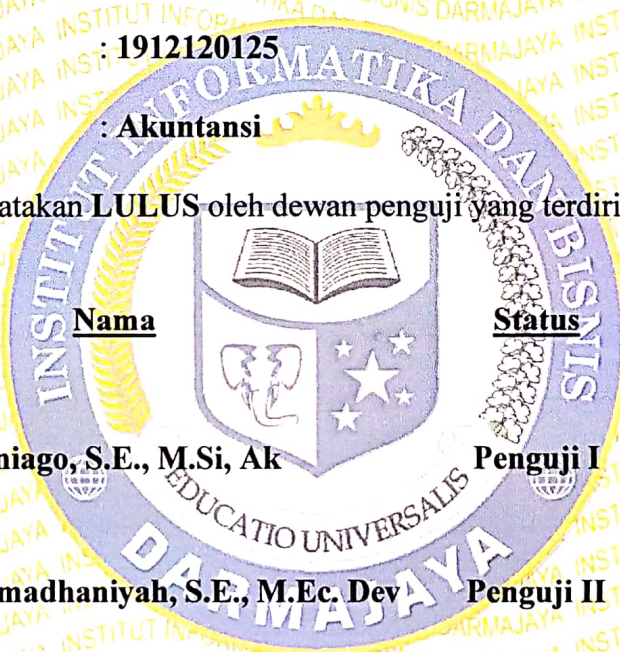 : 1912120125
: Akuntansi
atakan LULUS oleh dewan penguji yang terdiri
Nama Status
niago, S.E., M.Si, Ak Penguji I
madhaniyah, S.E., M.Ec. Dev Penguji II
INSTITUT INFORMATIKA DAN BISNIS
EDUCATIO UNIVERSALIS
DARMAJAYA